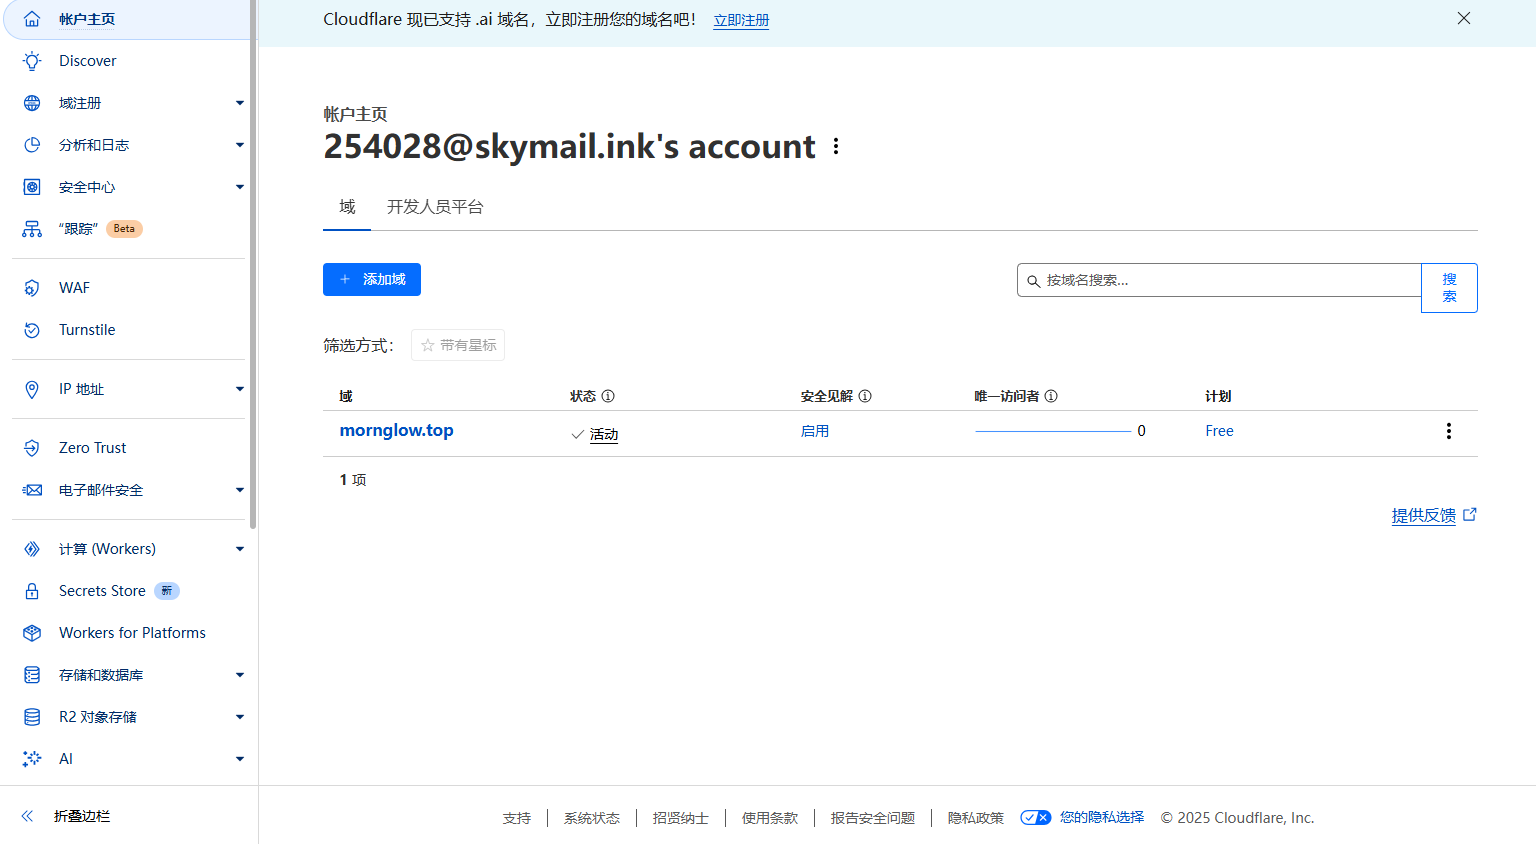 帐户主页
Discover
域注册
分析和日志
安全中心
“跟踪” Beta
WAF
Turnstile
IP 地址
Zero Trust
电子邮件安全
计算 (Workers)
Secrets Store 新
Workers for Platforms
存储和数据库
R2 对象存储
AI
折叠边栏
Cloudflare 现已支持 .ai 域名，立即注册您的域名吧！ 立即注册
帐户主页
254028@skymail.ink's account
域 开发人员平台
添加域
按域名搜索...
搜
索
筛选方式： 带有星标
域 状态 安全见解 唯一访问者 计划
mornglow.top 活动 启用 0 Free
1 项
提供反馈
支持 系统状态 招贤纳士 使用条款 报告安全问题 隐私政策 您的隐私选择 © 2025 Cloudflare, Inc.